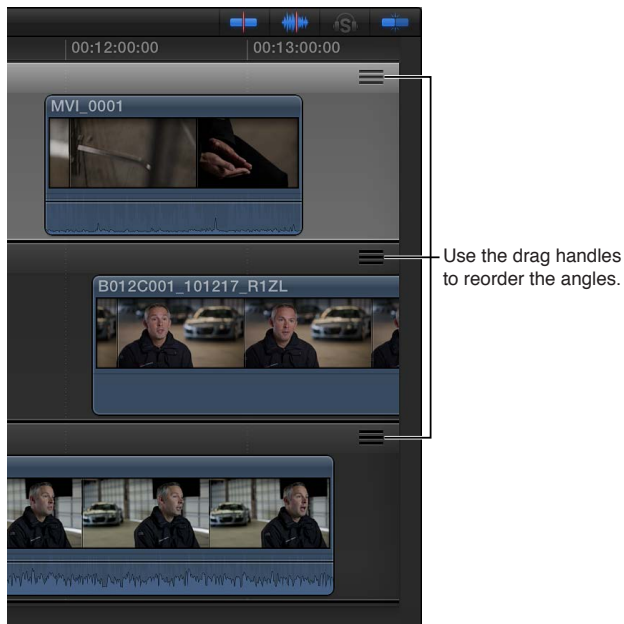 S
00:12:00:00
00:13:00:00
MVI_0001
Use the drag handles
to reorder the angles.
B012C001_101217_R1ZL